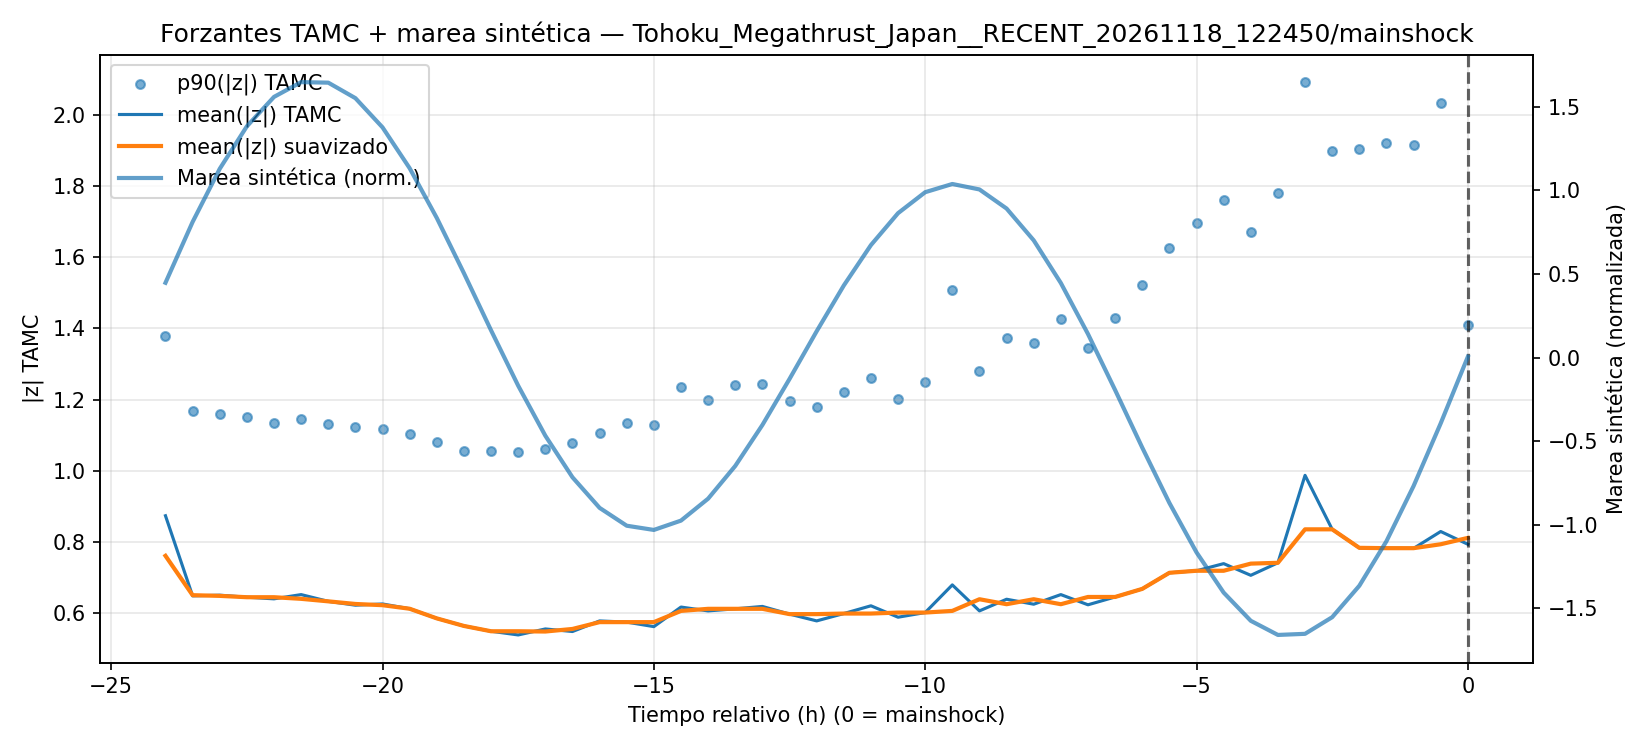 Forzantes TAMC + marea sintética — Tohoku_Megathrust_Japan__RECENT_20261118_122450/mainshock
p90(|z|) TAMC
mean(|z|) TAMC
mean(|z|) suavizado
Marea sintética (norm.)
|z| TAMC
2.0
1.8
1.6
1.4
1.2
1.0
0.8
0.6
1.5
1.0
0.5
0.0
−0.5
−1.0
−1.5
Marea sintética (normalizada)
−25
−20
−15
−10
−5
0
Tiempo relativo (h) (0 = mainshock)